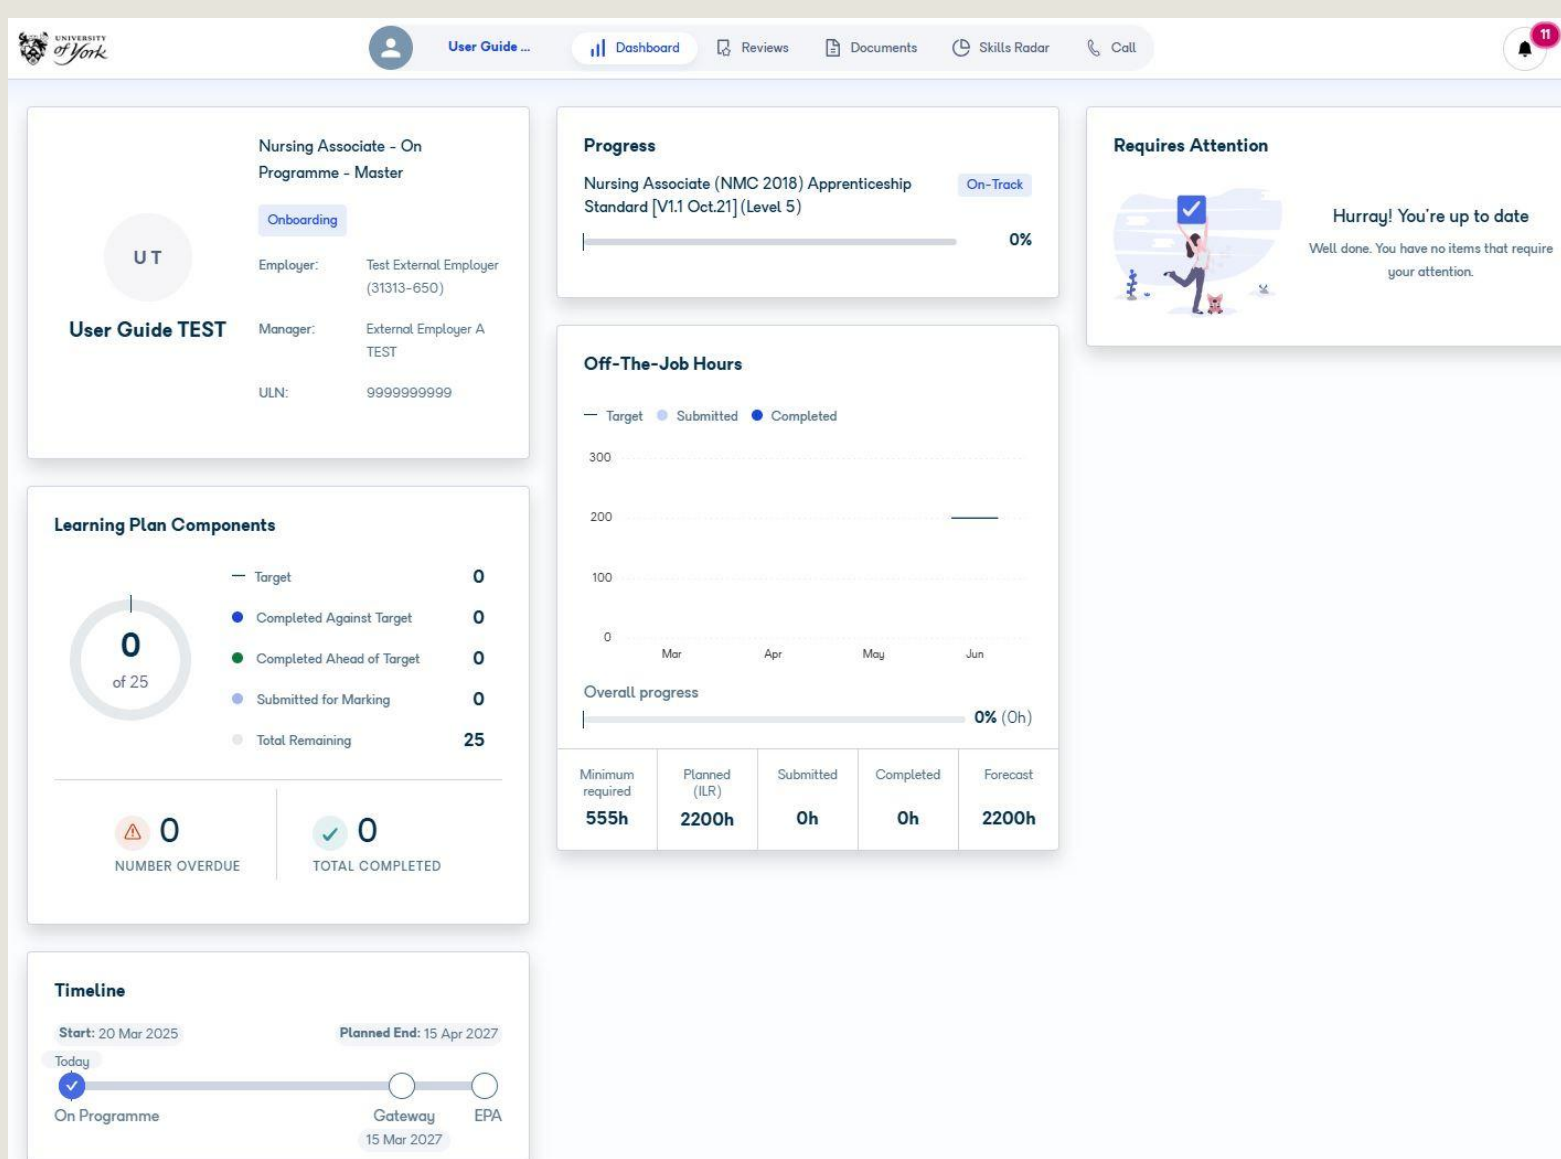 UNIVERSITY
of York
User Guide ...
Dashboard
Reviews
Documents
Skills Radar
Call
11
U T
User Guide TEST
Nursing Associate - On
Programme - Master
Onboarding
Employer: Test External Employer
(31313-650)
Manager: External Employer A
TEST
ULN: 9999999999
Learning Plan Components
0
of 25
Target 0
Completed Against Target 0
Completed Ahead of Target 0
Submitted for Marking 0
Total Remaining 25
0
NUMBER OVERDUE
0
TOTAL COMPLETED
Timeline
Start: 20 Mar 2025 Planned End: 15 Apr 2027
Today
On Programme Gateway EPA
15 Mar 2027
Progress
Nursing Associate (NMC 2018) Apprenticeship
Standard [V1.1 Oct.21] (Level 5)
On-Track
0%
Off-The-Job Hours
Target Submitted Completed
300
200
100
0
Mar Apr May Jun
Overall progress
0% (0h)
Minimum
required
555h
Planned
(ILR)
2200h
Submitted
0h
Completed
0h
Forecast
2200h
Requires Attention
Hurray! You're up to date
Well done. You have no items that require
your attention.